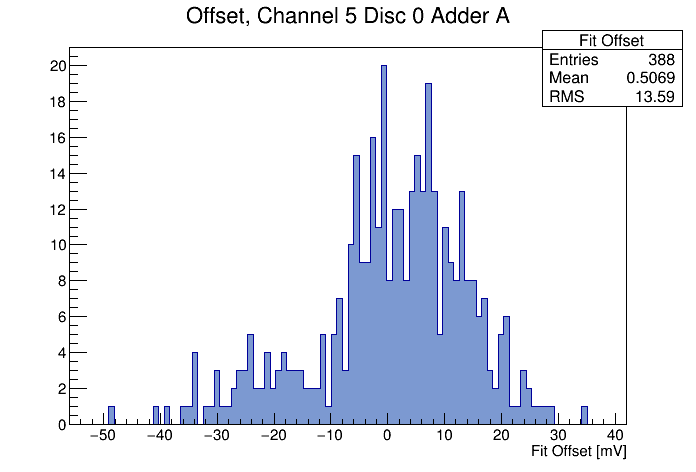 Offset, Channel 5 Disc 0 Adder A
Fit Offset
Entries 388
Mean 0.5069
RMS 13.59
20
18
16
14
12
10
8
6
4
2
0
−50 −40 −30 −20 −10 0 10 20 30 40
Fit Offset [mV]